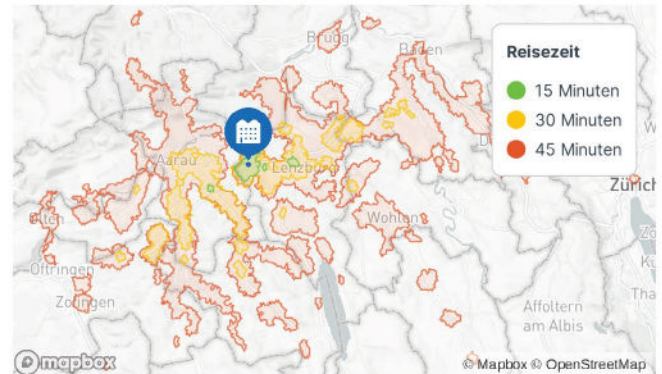 Brugg
Baden
Reisezeit
15 Minuten
30 Minuten
45 Minuten
Aarau
Lenzburg
Zürich
Olten
Wohlen
Oftringen
Zofingen
Affoltern
am Albis
mapbox
© Mapbox © OpenStreetMap